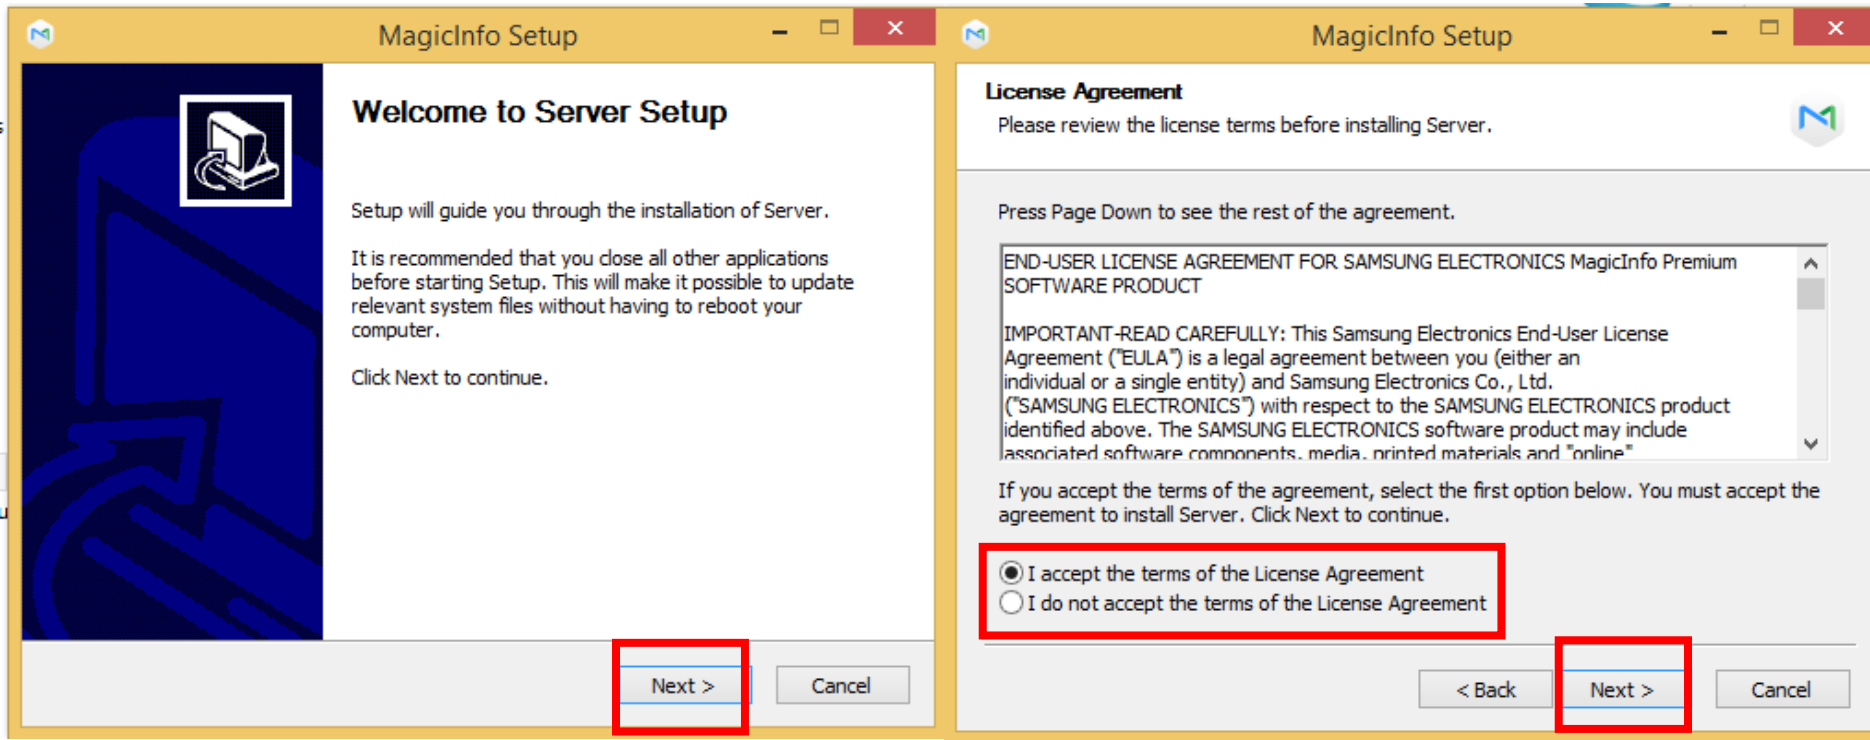 MagicInfo Setup
Welcome to Server Setup
Setup will guide you through the installation of Server.
It is recommended that you close all other applications
before starting Setup. This will make it possible to update
relevant system files without having to reboot your
computer.
Click Next to continue.
Next >
Cancel
MagicInfo Setup
License Agreement
Please review the license terms before installing Server.
Press Page Down to see the rest of the agreement.
END-USER LICENSE AGREEMENT FOR SAMSUNG ELECTRONICS MagicInfo Premium
SOFTWARE PRODUCT
IMPORTANT-READ CAREFULLY: This Samsung Electronics End-User License
Agreement ("EULA") is a legal agreement between you (either an
individual or a single entity) and Samsung Electronics Co., Ltd.
("SAMSUNG ELECTRONICS") with respect to the SAMSUNG ELECTRONICS product
identified above. The SAMSUNG ELECTRONICS software product may include
associated software components, media, printed materials and "online"
If you accept the terms of the agreement, select the first option below. You must accept the
agreement to install Server. Click Next to continue.
I accept the terms of the License Agreement
I do not accept the terms of the License Agreement
< Back
Next >
Cancel